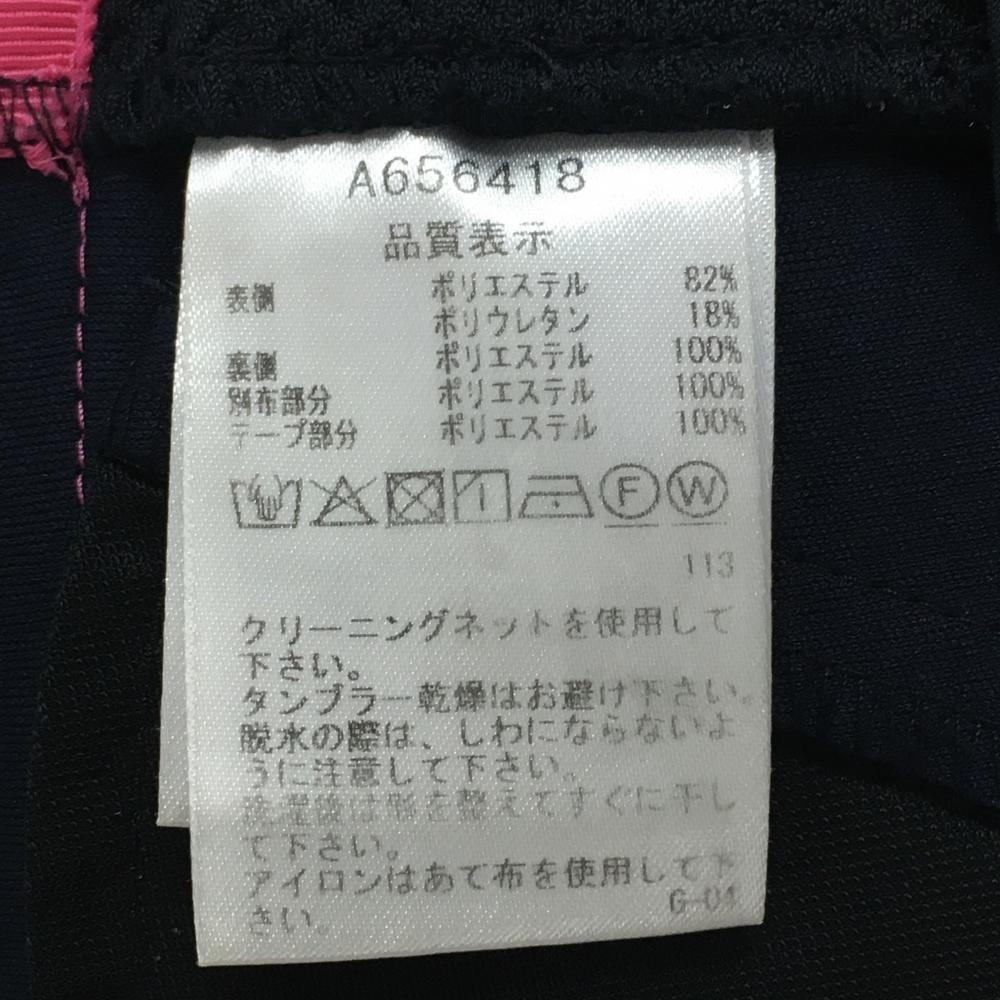 A656418
品質表示
表側 ポリエステル 82%
ポリウレタン 18%
裏側 ポリエステル 100%
別布部分 ポリエステル 100%
テープ部分 ポリエステル 100%
F W
113
クリーニングネットを使用して
下さい。
タンブラー乾燥はお避け下さい。
脱水の際は、しわにならないよ
うに注意して下さい。
洗濯後は形を整えてすぐに干し
て下さい。
アイロンはあて布を使用して下
さい。
G-04